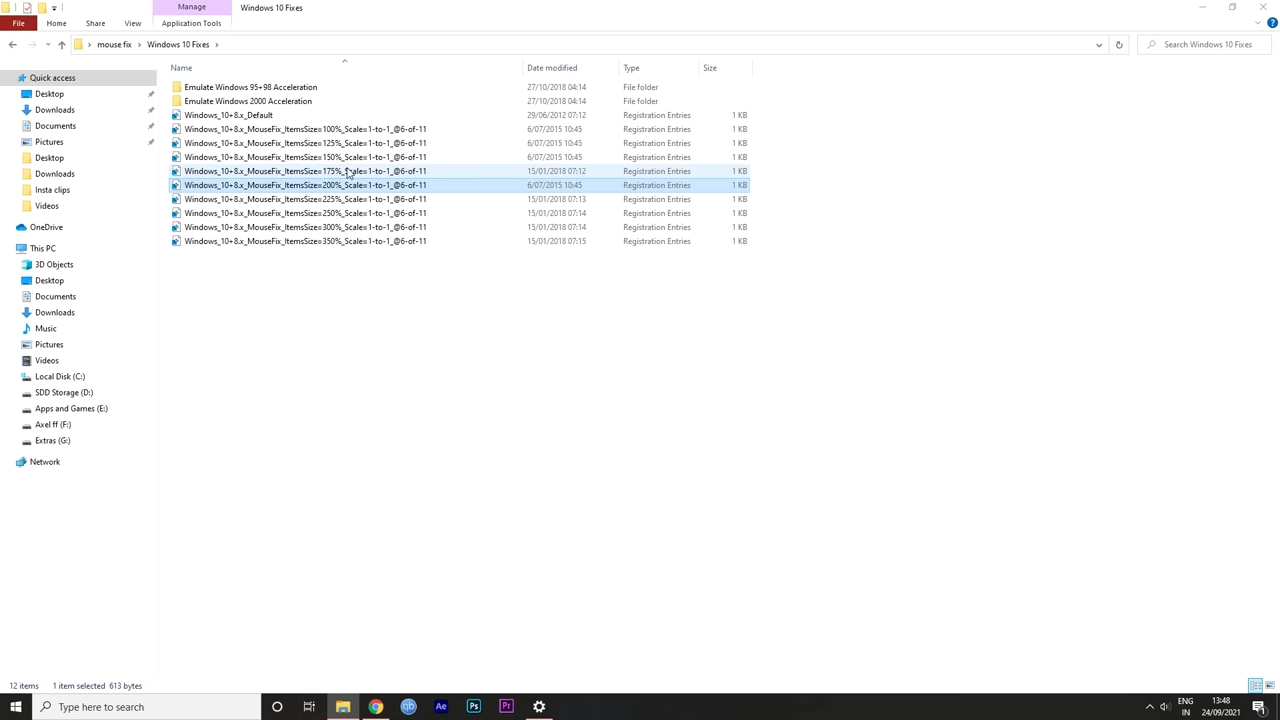 Manage
Windows 10 Fixes
File
Home
Share
View
Application Tools
mouse fix
Windows 10 Fixes
Search Windows 10 Fixes
Name
Date modified
Type
Size
Quick access
Desktop
Downloads
Documents
Pictures
Desktop
Downloads
Insta clips
Videos
OneDrive
This PC
3D Objects
Desktop
Documents
Downloads
Music
Pictures
Videos
Local Disk (C:)
SDD Storage (D:)
Apps and Games (E:)
Axel ff (F:)
Extras (G:)
Network
Emulate Windows 95+98 Acceleration 27/10/2018 04:14 File folder
Emulate Windows 2000 Acceleration 27/10/2018 04:14 File folder
Windows_10+8.x_Default 29/06/2012 07:12 Registration Entries 1 KB
Windows_10+8.x_MouseFix_ItemsSize=100%_Scale=1-to-1_@6-of-11 6/07/2015 10:45 Registration Entries 1 KB
Windows_10+8.x_MouseFix_ItemsSize=125%_Scale=1-to-1_@6-of-11 6/07/2015 10:45 Registration Entries 1 KB
Windows_10+8.x_MouseFix_ItemsSize=150%_Scale=1-to-1_@6-of-11 6/07/2015 10:45 Registration Entries 1 KB
Windows_10+8.x_MouseFix_ItemsSize=175%_Scale=1-to-1_@6-of-11 15/01/2018 07:12 Registration Entries 1 KB
Windows_10+8.x_MouseFix_ItemsSize=200%_Scale=1-to-1_@6-of-11 6/07/2015 10:45 Registration Entries 1 KB
Windows_10+8.x_MouseFix_ItemsSize=225%_Scale=1-to-1_@6-of-11 15/01/2018 07:13 Registration Entries 1 KB
Windows_10+8.x_MouseFix_ItemsSize=250%_Scale=1-to-1_@6-of-11 15/01/2018 07:14 Registration Entries 1 KB
Windows_10+8.x_MouseFix_ItemsSize=300%_Scale=1-to-1_@6-of-11 15/01/2018 07:14 Registration Entries 1 KB
Windows_10+8.x_MouseFix_ItemsSize=350%_Scale=1-to-1_@6-of-11 15/01/2018 07:15 Registration Entries 1 KB
12 items 1 item selected 613 bytes
Type here to search
Ae
Ps
Pr
ENG
IN
13:48
24/09/2021
1